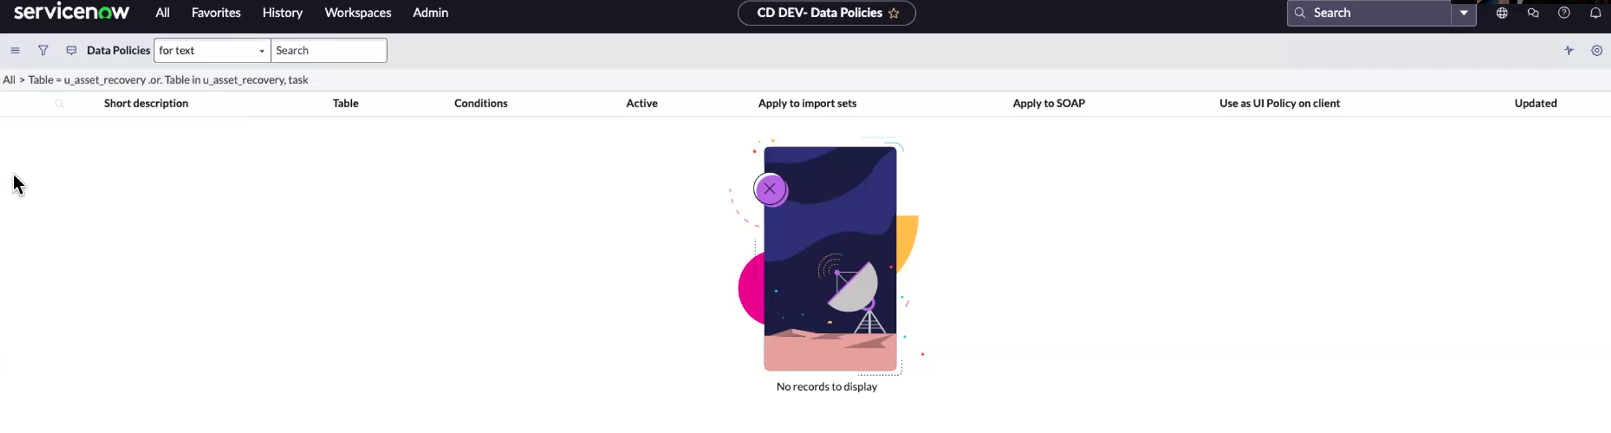 servicenow All Favorites History Workspaces Admin CD DEV- Data Policies Search
Data Policies for text Search
All > Table = u_asset_recovery .or. Table in u_asset_recovery, task
Short description Table Conditions Active Apply to import sets Apply to SOAP Use as UI Policy on client Updated
No records to display